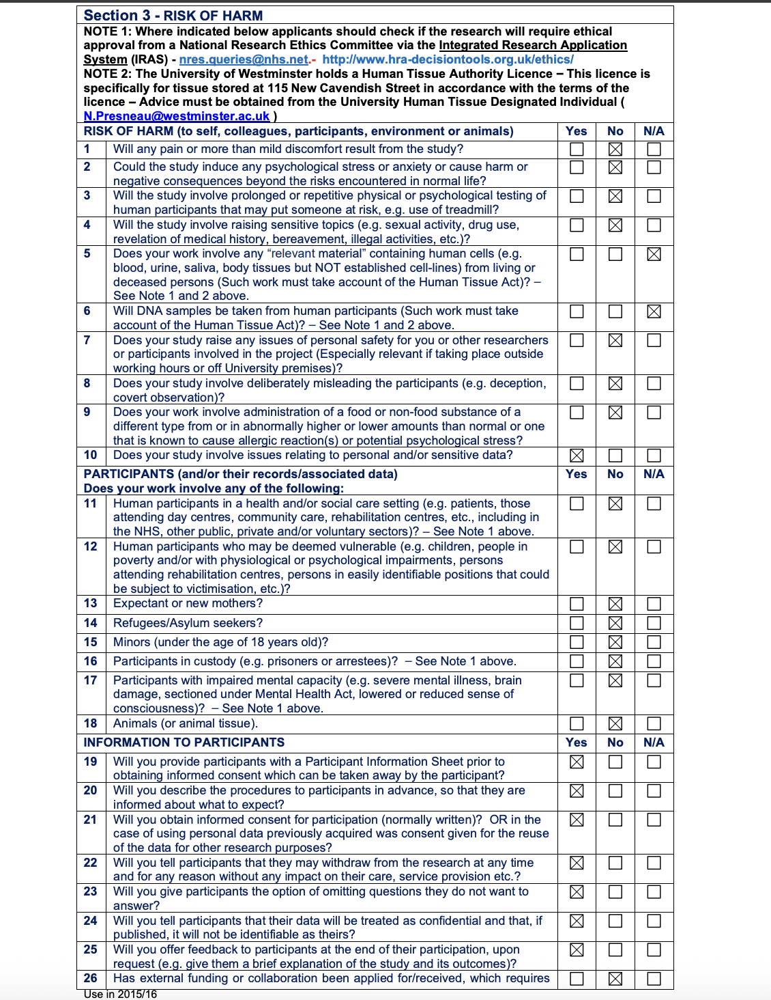 Section 3 - RISK OF HARM
NOTE 1: Where indicated below applicants should check if the research will require ethical
approval from a National Research Ethics Committee via the Integrated Research Application
System (IRAS) - nres.queries@nhs.net.- http://www.hra-decisiontools.org.uk/ethics/
NOTE 2: The University of Westminster holds a Human Tissue Authority Licence – This licence is
specifically for tissue stored at 115 New Cavendish Street in accordance with the terms of the
licence – Advice must be obtained from the University Human Tissue Designated Individual (
N.Presneau@westminster.ac.uk )
RISK OF HARM (to self, colleagues, participants, environment or animals) Yes No N/A
1 Will any pain or more than mild discomfort result from the study? ☐ ☒ ☐
2 Could the study induce any psychological stress or anxiety or cause harm or ☐ ☒ ☐
negative consequences beyond the risks encountered in normal life?
3 Will the study involve prolonged or repetitive physical or psychological testing of ☐ ☒ ☐
human participants that may put someone at risk, e.g. use of treadmill?
4 Will the study involve raising sensitive topics (e.g. sexual activity, drug use, ☐ ☒ ☐
revelation of medical history, bereavement, illegal activities, etc.)?
5 Does your work involve any “relevant material” containing human cells (e.g. ☐ ☐ ☒
blood, urine, saliva, body tissues but NOT established cell-lines) from living or
deceased persons (Such work must take account of the Human Tissue Act)? –
See Note 1 and 2 above.
6 Will DNA samples be taken from human participants (Such work must take ☐ ☐ ☒
account of the Human Tissue Act)? – See Note 1 and 2 above.
7 Does your study raise any issues of personal safety for you or other researchers ☐ ☒ ☐
or participants involved in the project (Especially relevant if taking place outside
working hours or off University premises)?
8 Does your study involve deliberately misleading the participants (e.g. deception, ☐ ☒ ☐
covert observation)?
9 Does your work involve administration of a food or non-food substance of a ☐ ☒ ☐
different type from or in abnormally higher or lower amounts than normal or one
that is known to cause allergic reaction(s) or potential psychological stress?
10 Does your study involve issues relating to personal and/or sensitive data? ☒ ☐ ☐
PARTICIPANTS (and/or their records/associated data) Yes No N/A
Does your work involve any of the following:
11 Human participants in a health and/or social care setting (e.g. patients, those ☐ ☒ ☐
attending day centres, community care, rehabilitation centres, etc., including in
the NHS, other public, private and/or voluntary sectors)? – See Note 1 above.
12 Human participants who may be deemed vulnerable (e.g. children, people in ☐ ☒ ☐
poverty and/or with physiological or psychological impairments, persons
attending rehabilitation centres, persons in easily identifiable positions that could
be subject to victimisation, etc.)?
13 Expectant or new mothers? ☐ ☒ ☐
14 Refugees/Asylum seekers? ☐ ☒ ☐
15 Minors (under the age of 18 years old)? ☐ ☒ ☐
16 Participants in custody (e.g. prisoners or arrestees)? – See Note 1 above. ☐ ☒ ☐
17 Participants with impaired mental capacity (e.g. severe mental illness, brain ☐ ☒ ☐
damage, sectioned under Mental Health Act, lowered or reduced sense of
consciousness)? – See Note 1 above.
18 Animals (or animal tissue). ☐ ☒ ☐
INFORMATION TO PARTICIPANTS Yes No N/A
19 Will you provide participants with a Participant Information Sheet prior to ☒ ☐ ☐
obtaining informed consent which can be taken away by the participant?
20 Will you describe the procedures to participants in advance, so that they are ☒ ☐ ☐
informed about what to expect?
21 Will you obtain informed consent for participation (normally written)? OR in the ☒ ☐ ☐
case of using personal data previously acquired was consent given for the reuse
of the data for other research purposes?
22 Will you tell participants that they may withdraw from the research at any time ☒ ☐ ☐
and for any reason without any impact on their care, service provision etc.?
23 Will you give participants the option of omitting questions they do not want to ☒ ☐ ☐
answer?
24 Will you tell participants that their data will be treated as confidential and that, if ☒ ☐ ☐
published, it will not be identifiable as theirs?
25 Will you offer feedback to participants at the end of their participation, upon ☒ ☐ ☐
request (e.g. give them a brief explanation of the study and its outcomes)?
26 Has external funding or collaboration been applied for/received, which requires ☐ ☒ ☐
Use in 2015/16